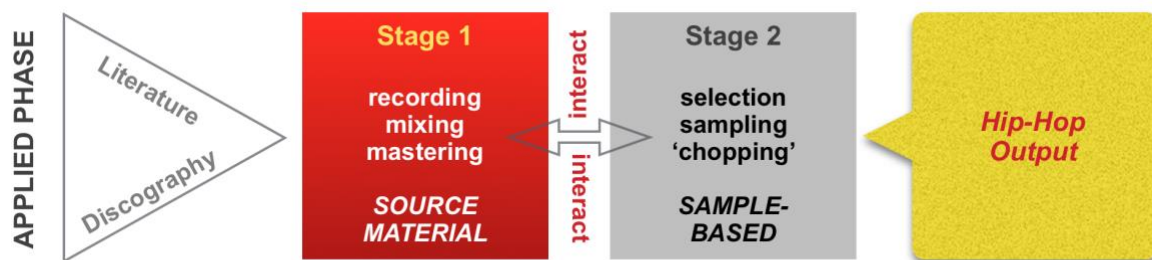 APPLIED PHASE
Literature
Discography
Stage 1
recording
mixing
mastering
SOURCE
MATERIAL
interact
interact
Stage 2
selection
sampling
‘chopping’
SAMPLE-
BASED
Hip-Hop
Output